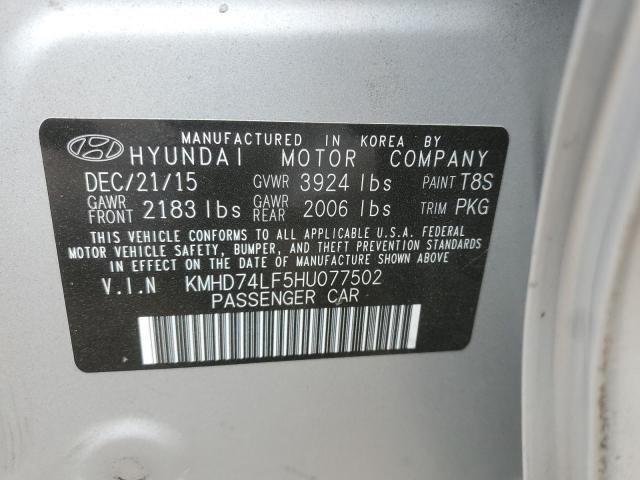 MANUFACTURED IN KOREA BY
HYUNDAI MOTOR COMPANY
DEC/21/15 GVWR 3924 lbs PAINT T8S
GAWR FRONT 2183 lbs GAWR REAR 2006 lbs TRIM PKG
THIS VEHICLE CONFORMS TO ALL APPLICABLE U.S.A. FEDERAL
MOTOR VEHICLE SAFETY, BUMPER, AND THEFT PREVENTION STANDARDS
IN EFFECT ON THE DATE OF MANUFACTURE SHOWN ABOVE.
V.I.N KMHD74LF5HU077502
PASSENGER CAR